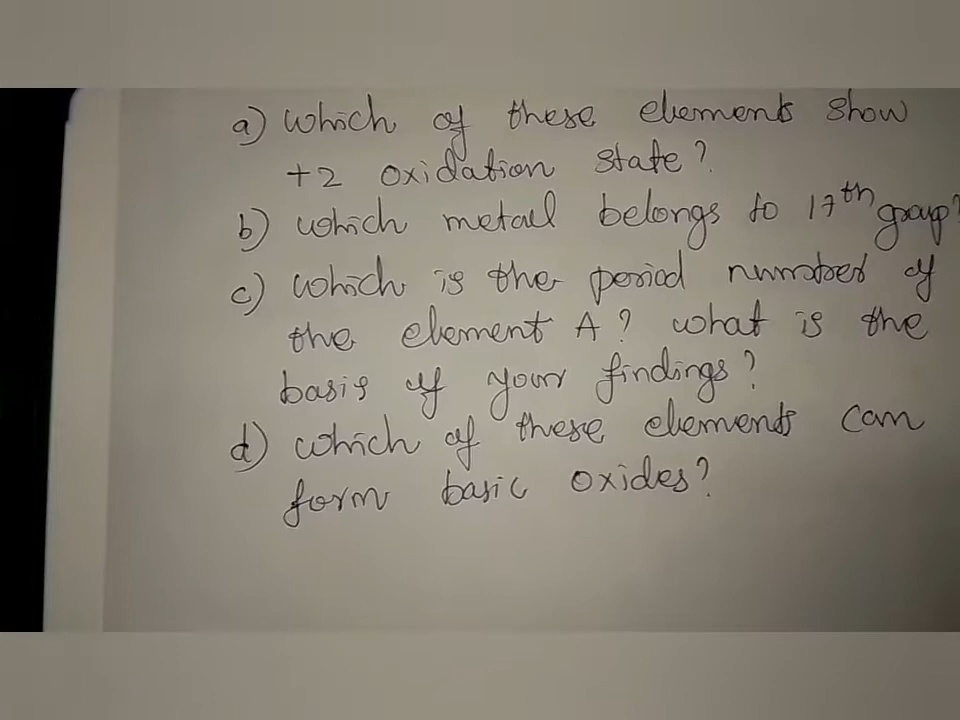 a) which of these elements show
+2 oxidation state?
b) which metal belongs to 17th group?
c) which is the period number of
the element A? what is the
basis of your findings?
d) which of these elements can
form basic oxides?